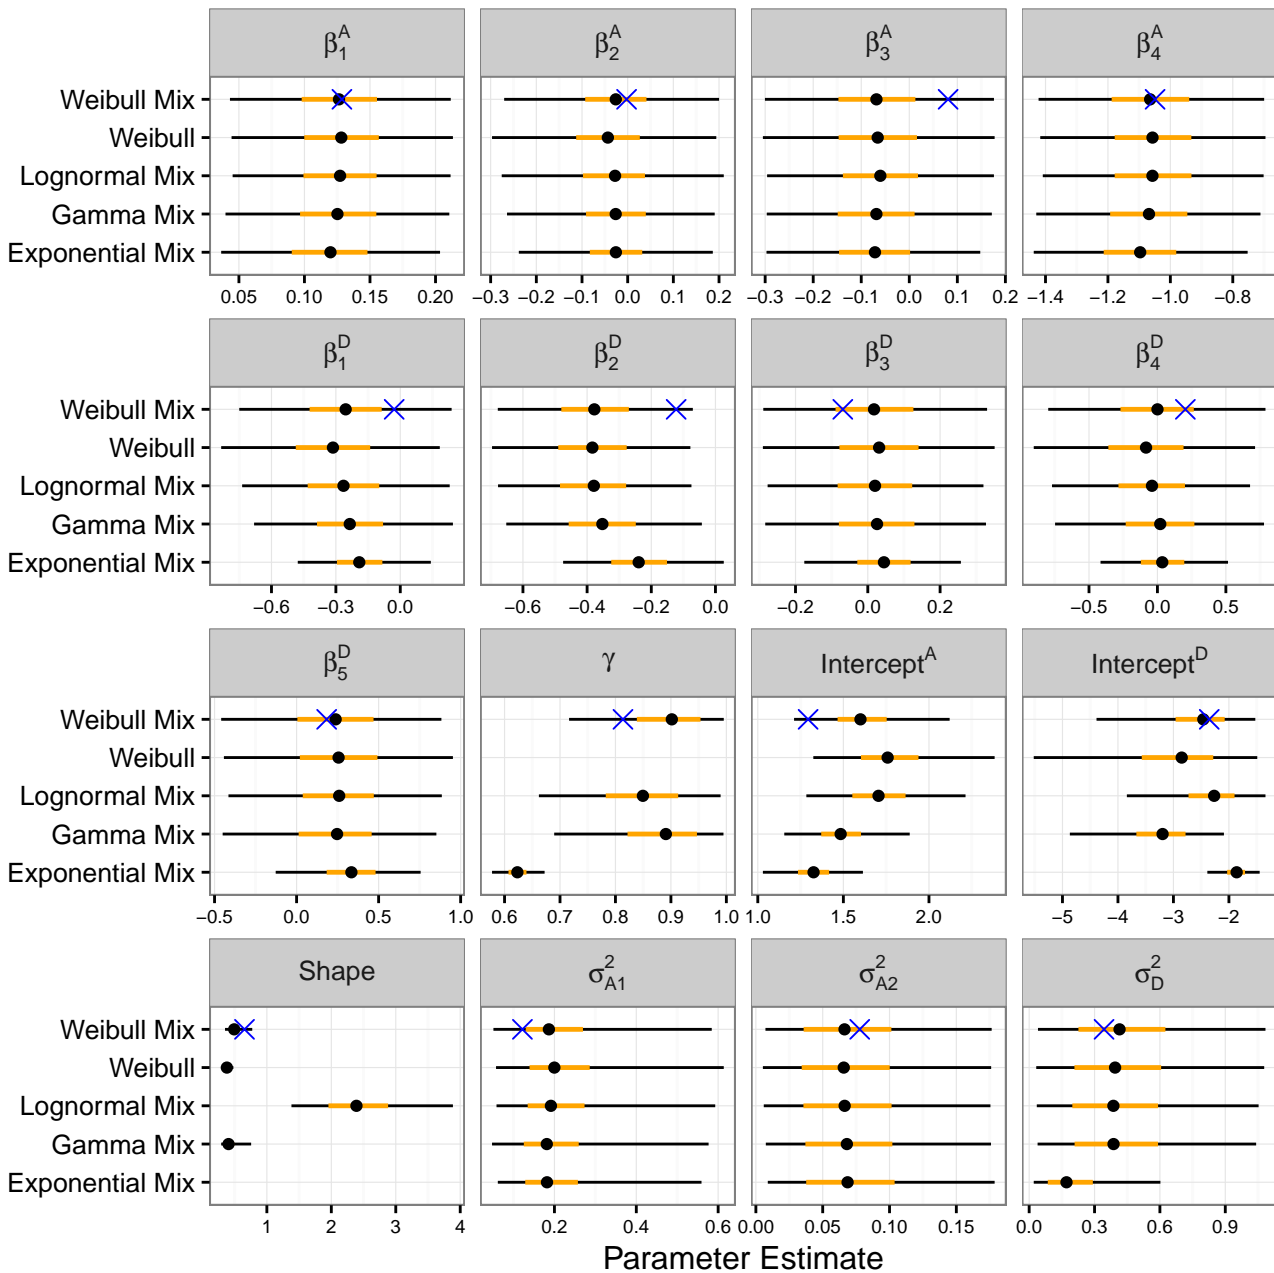 β₁ᴬ β₂ᴬ β₃ᴬ β₄ᴬ
Weibull Mix
Weibull
Lognormal Mix
Gamma Mix
Exponential Mix
0.05 0.10 0.15 0.20 −0.3 −0.2 −0.1 0.0 0.1 0.2 −0.3 −0.2 −0.1 0.0 0.1 0.2 −1.4 −1.2 −1.0 −0.8
β₁ᴰ β₂ᴰ β₃ᴰ β₄ᴰ
Weibull Mix
Weibull
Lognormal Mix
Gamma Mix
Exponential Mix
−0.6 −0.3 0.0 −0.6 −0.4 −0.2 0.0 −0.2 0.0 0.2 −0.5 0.0 0.5
β₅ᴰ γ Interceptᴬ Interceptᴰ
Weibull Mix
Weibull
Lognormal Mix
Gamma Mix
Exponential Mix
−0.5 0.0 0.5 1.0 0.6 0.7 0.8 0.9 1.0 1.0 1.5 2.0 −5 −4 −3 −2
Shape σ²A1 σ²A2 σ²D
Weibull Mix
Weibull
Lognormal Mix
Gamma Mix
Exponential Mix
1 2 3 4 0.2 0.4 0.6 0.00 0.05 0.10 0.15 0.0 0.3 0.6 0.9
Parameter Estimate